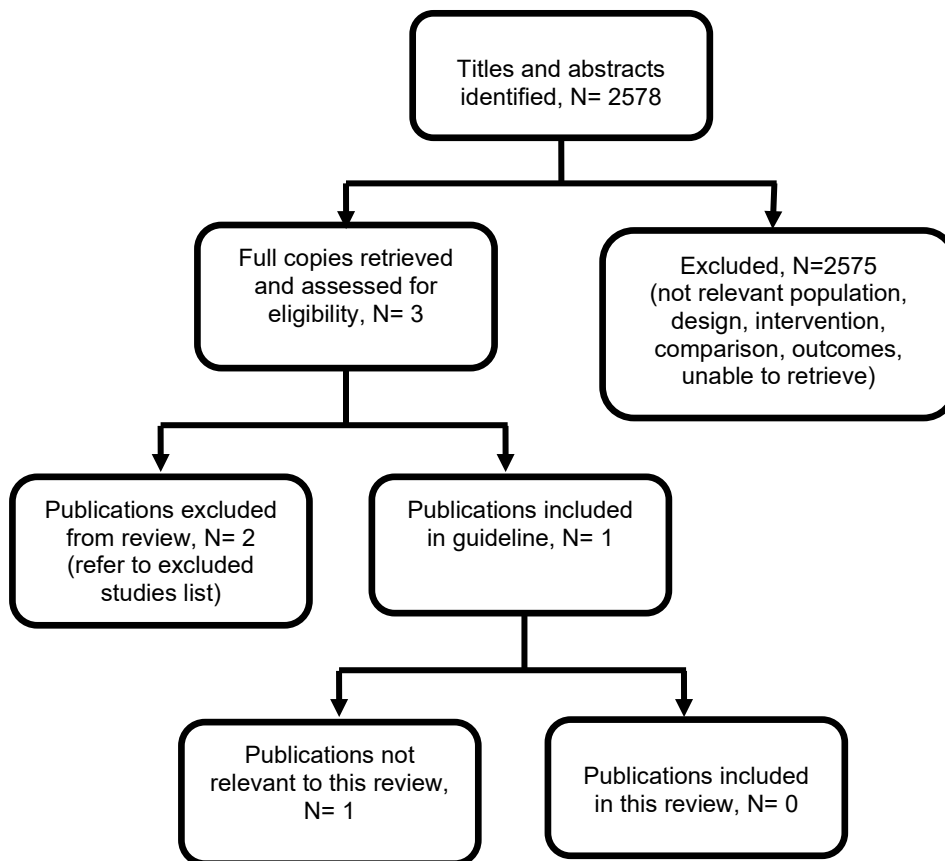 Titles and abstracts
identified, N= 2578
Full copies retrieved
and assessed for
eligibility, N= 3
Excluded, N=2575
(not relevant population,
design, intervention,
comparison, outcomes,
unable to retrieve)
Publications excluded
from review, N= 2
(refer to excluded
studies list)
Publications included
in guideline, N= 1
Publications not
relevant to this review,
N= 1
Publications included
in this review, N= 0